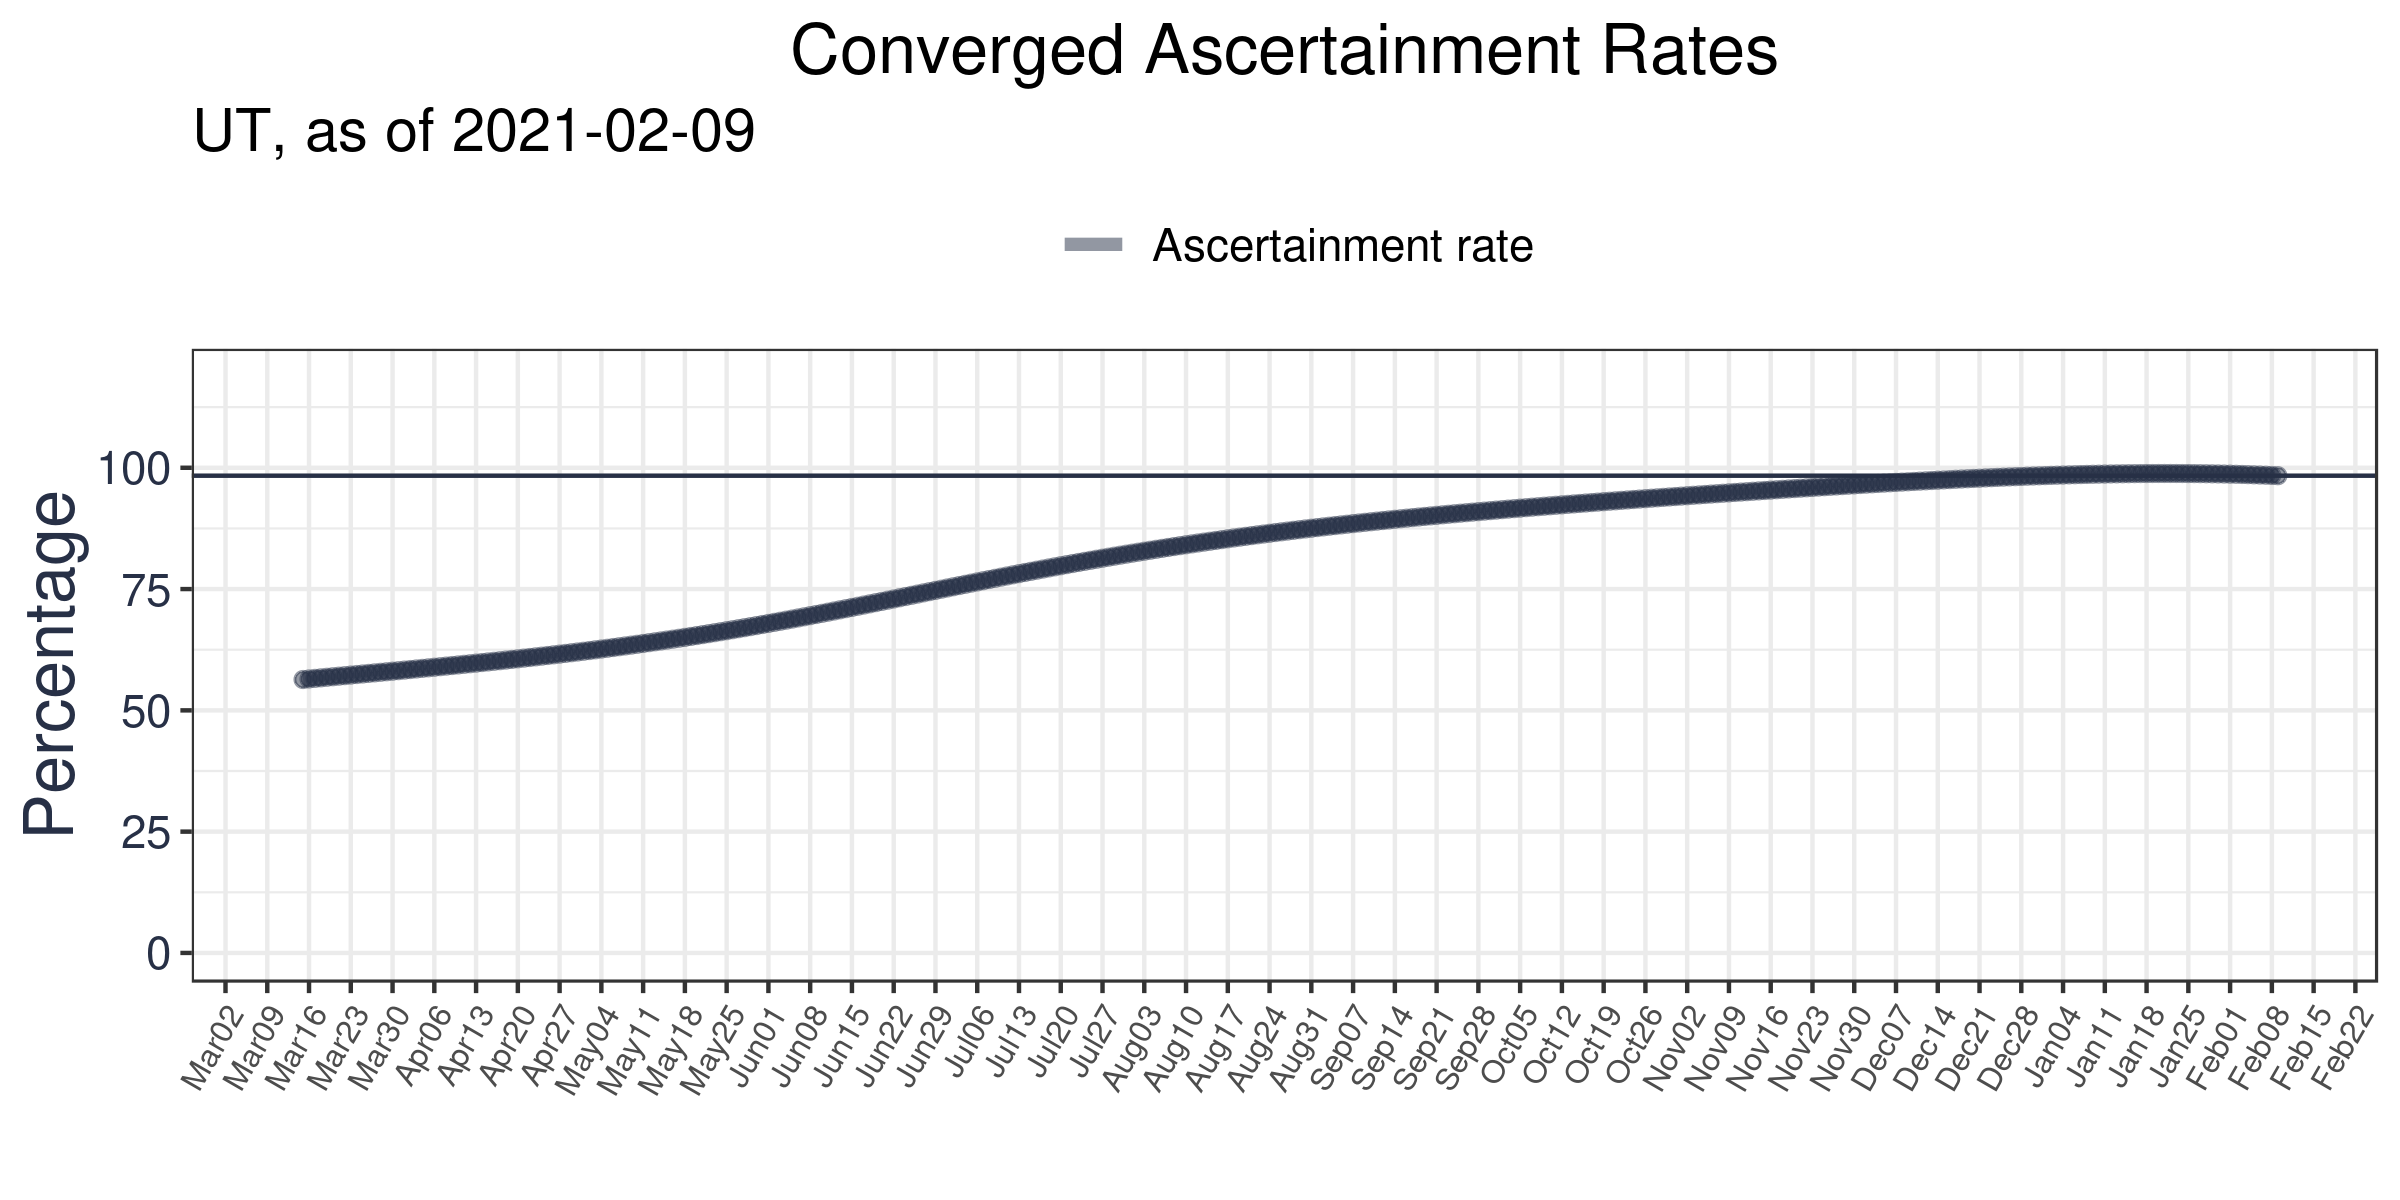 Converged Ascertainment Rates
UT, as of 2021-02-09
Ascertainment rate
Percentage
100
75
50
25
0
Mar02 Mar09 Mar16 Mar23 Mar30 Apr06 Apr13 Apr20 Apr27 May04 May11 May18 May25 Jun01 Jun08 Jun15 Jun22 Jun29 Jul06 Jul13 Jul20 Jul27 Aug03 Aug10 Aug17 Aug24 Aug31 Sep07 Sep14 Sep21 Sep28 Oct05 Oct12 Oct19 Oct26 Nov02 Nov09 Nov16 Nov23 Nov30 Dec07 Dec14 Dec21 Dec28 Jan04 Jan11 Jan18 Jan25 Feb01 Feb08 Feb15 Feb22